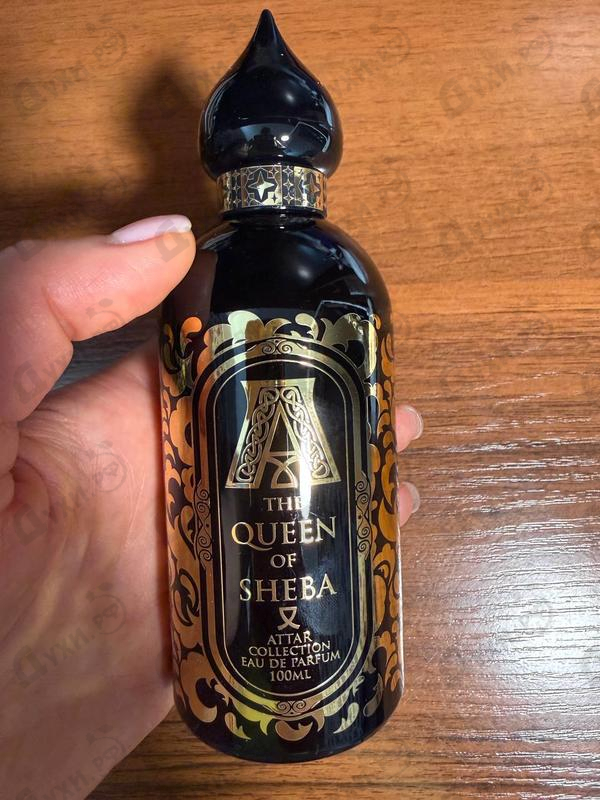 THE
QUEEN
OF
SHEBA
ATTAR
COLLECTION
EAU DE PARFUM
100ML